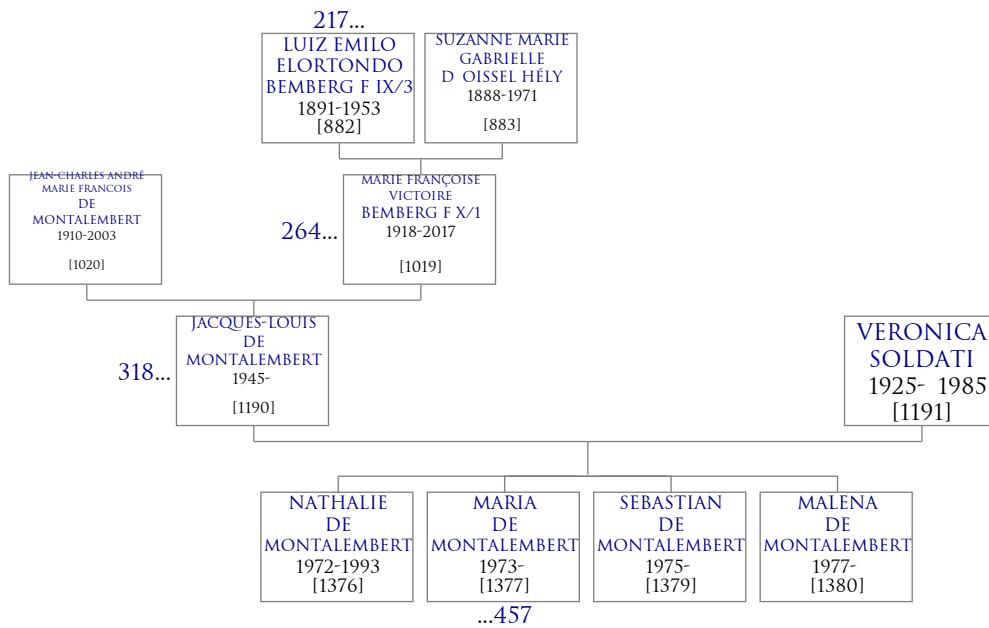 217...
LUIZ EMILO
ELORTONDO
BEMBERG F IX/3
1891-1953
[882]
SUZANNE MARIE
GABRIELLE
D OISSEL HÉLY
1888-1971
[883]
JEAN-CHARLES ANDRÉ
MARIE FRANCOIS
DE
MONTALEMBERT
1910-2003
[1020]
264...
MARIE FRANÇOISE
VICTOIRE
BEMBERG F X/1
1918-2017
[1019]
318...
JACQUES-LOUIS
DE
MONTALEMBERT
1945-
[1190]
VERONICA
SOLDATI
1925- 1985
[1191]
NATHALIE
DE
MONTALEMBERT
1972-1993
[1376]
MARIA
DE
MONTALEMBERT
1973-
[1377]
...457
SEBASTIAN
DE
MONTALEMBERT
1975-
[1379]
MALENA
DE
MONTALEMBERT
1977-
[1380]